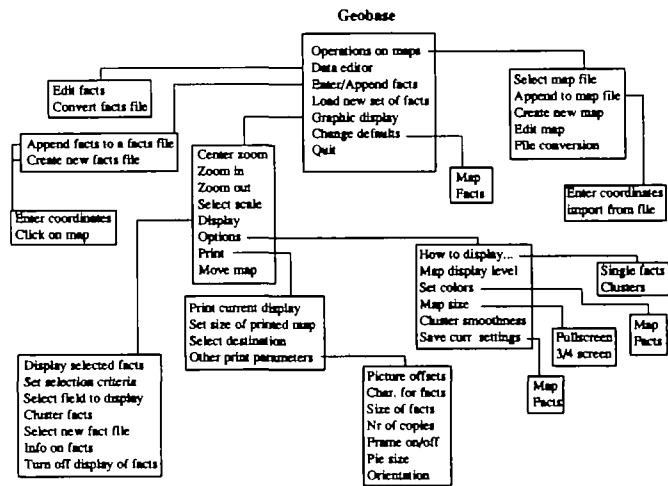 Geobase
Operations on maps
Data editor
Enter/Append facts
Load new set of facts
Graphic display
Change defaults
Quit
Edit facts
Convert facts file
Select map file
Append to map file
Create new map
Edit map
File conversion
Append facts to a facts file
Create new facts file
Center zoom
Zoom in
Zoom out
Select scale
Display
Options
Print
Move map
Map
Facts
Enter coordinates
import from file
Enter coordinates
Click on map
How to display...
Map display level
Set colors
Map size
Cluster smoothness
Save curr. settings
Single facts
Clusters
Print current display
Set size of printed map
Select destination
Other print parameters
Map
Facts
Fullscreen
3/4 screen
Display selected facts
Set selection criteria
Select field to display
Cluster facts
Select new fact file
Info on facts
Turn off display of facts
Picture offsets
Char. for facts
Size of facts
Nr of copies
Frame on/off
Pie size
Orientation
Map
Facts